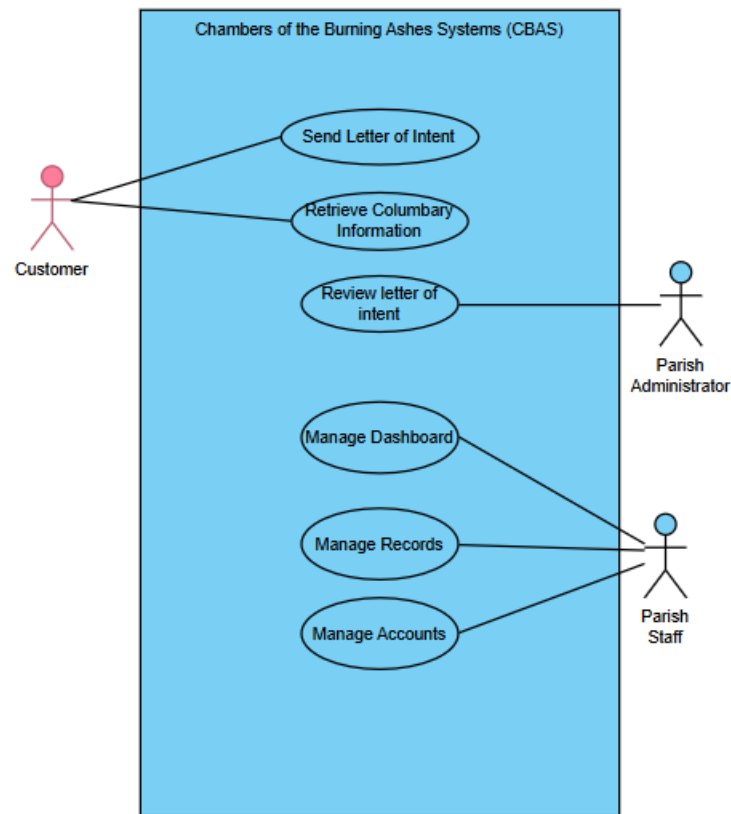 Chambers of the Burning Ashes Systems (CBAS)
Send Letter of Intent
Retrieve Columbary
Information
Customer
Review letter of
intent
Parish
Administrator
Manage Dashboard
Manage Records
Manage Accounts
Parish
Staff